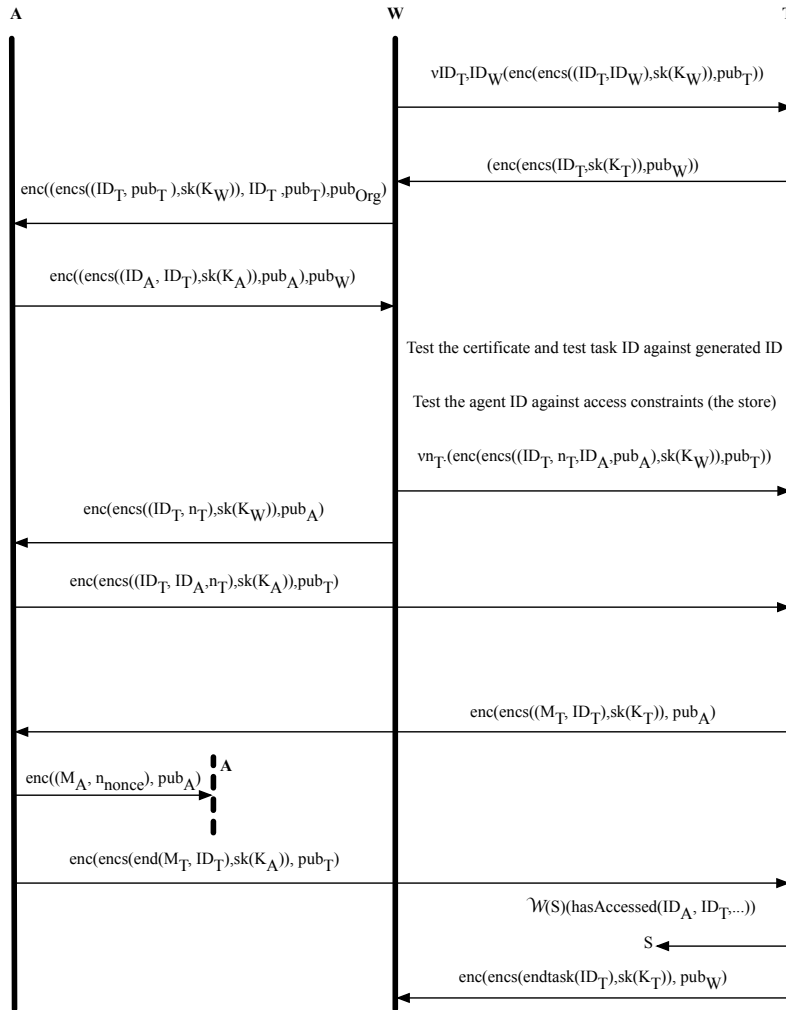 A W T
νID_T,ID_W(enc(encs((ID_T,ID_W),sk(K_W)),pub_T))
(enc(encs(ID_T,sk(K_T)),pub_W))
enc((encs((ID_T, pub_T ),sk(K_W)), ID_T ,pub_T),pub_Org)
enc((encs((ID_A, ID_T),sk(K_A)),pub_A),pub_W)
Test the certificate and test task ID against generated ID
Test the agent ID against access constraints (the store)
νn_T.(enc(encs((ID_T, n_T,ID_A,pub_A),sk(K_W)),pub_T))
enc(encs((ID_T, n_T),sk(K_W)),pub_A)
enc(encs((ID_T, ID_A,n_T),sk(K_A)),pub_T)
enc(encs((M_T, ID_T),sk(K_T)), pub_A)
A
enc((M_A, n_nonce), pub_A)
enc(encs(end(M_T, ID_T),sk(K_A)), pub_T)
𝒲(S)(hasAccessed(ID_A, ID_T,...))
S
enc(encs(endtask(ID_T),sk(K_T)), pub_W)